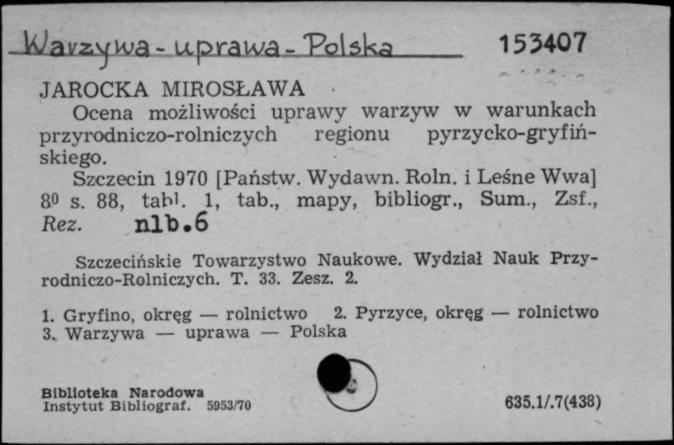 Warzywa - uprawa - Polska 153407
JAROCKA MIROSŁAWA
Ocena możliwości uprawy warzyw w warunkach
przyrodniczo-rolniczych regionu pyrzycko-gryfiń-
skiego.
Szczecin 1970 [Państw. Wydawn. Roln. i Leśne Wwa]
8⁰ s. 88, tabl. 1, tab., mapy, bibliogr., Sum., Zsf.,
Rez. nlb.6
Szczecińskie Towarzystwo Naukowe. Wydział Nauk Przy-
rodniczo-Rolniczych. T. 33. Zesz. 2.
1. Gryfino, okręg — rolnictwo 2. Pyrzyce, okręg — rolnictwo
3. Warzywa — uprawa — Polska
Biblioteka Narodowa
Instytut Bibliograf. 5953/70 635.1/.7(438)